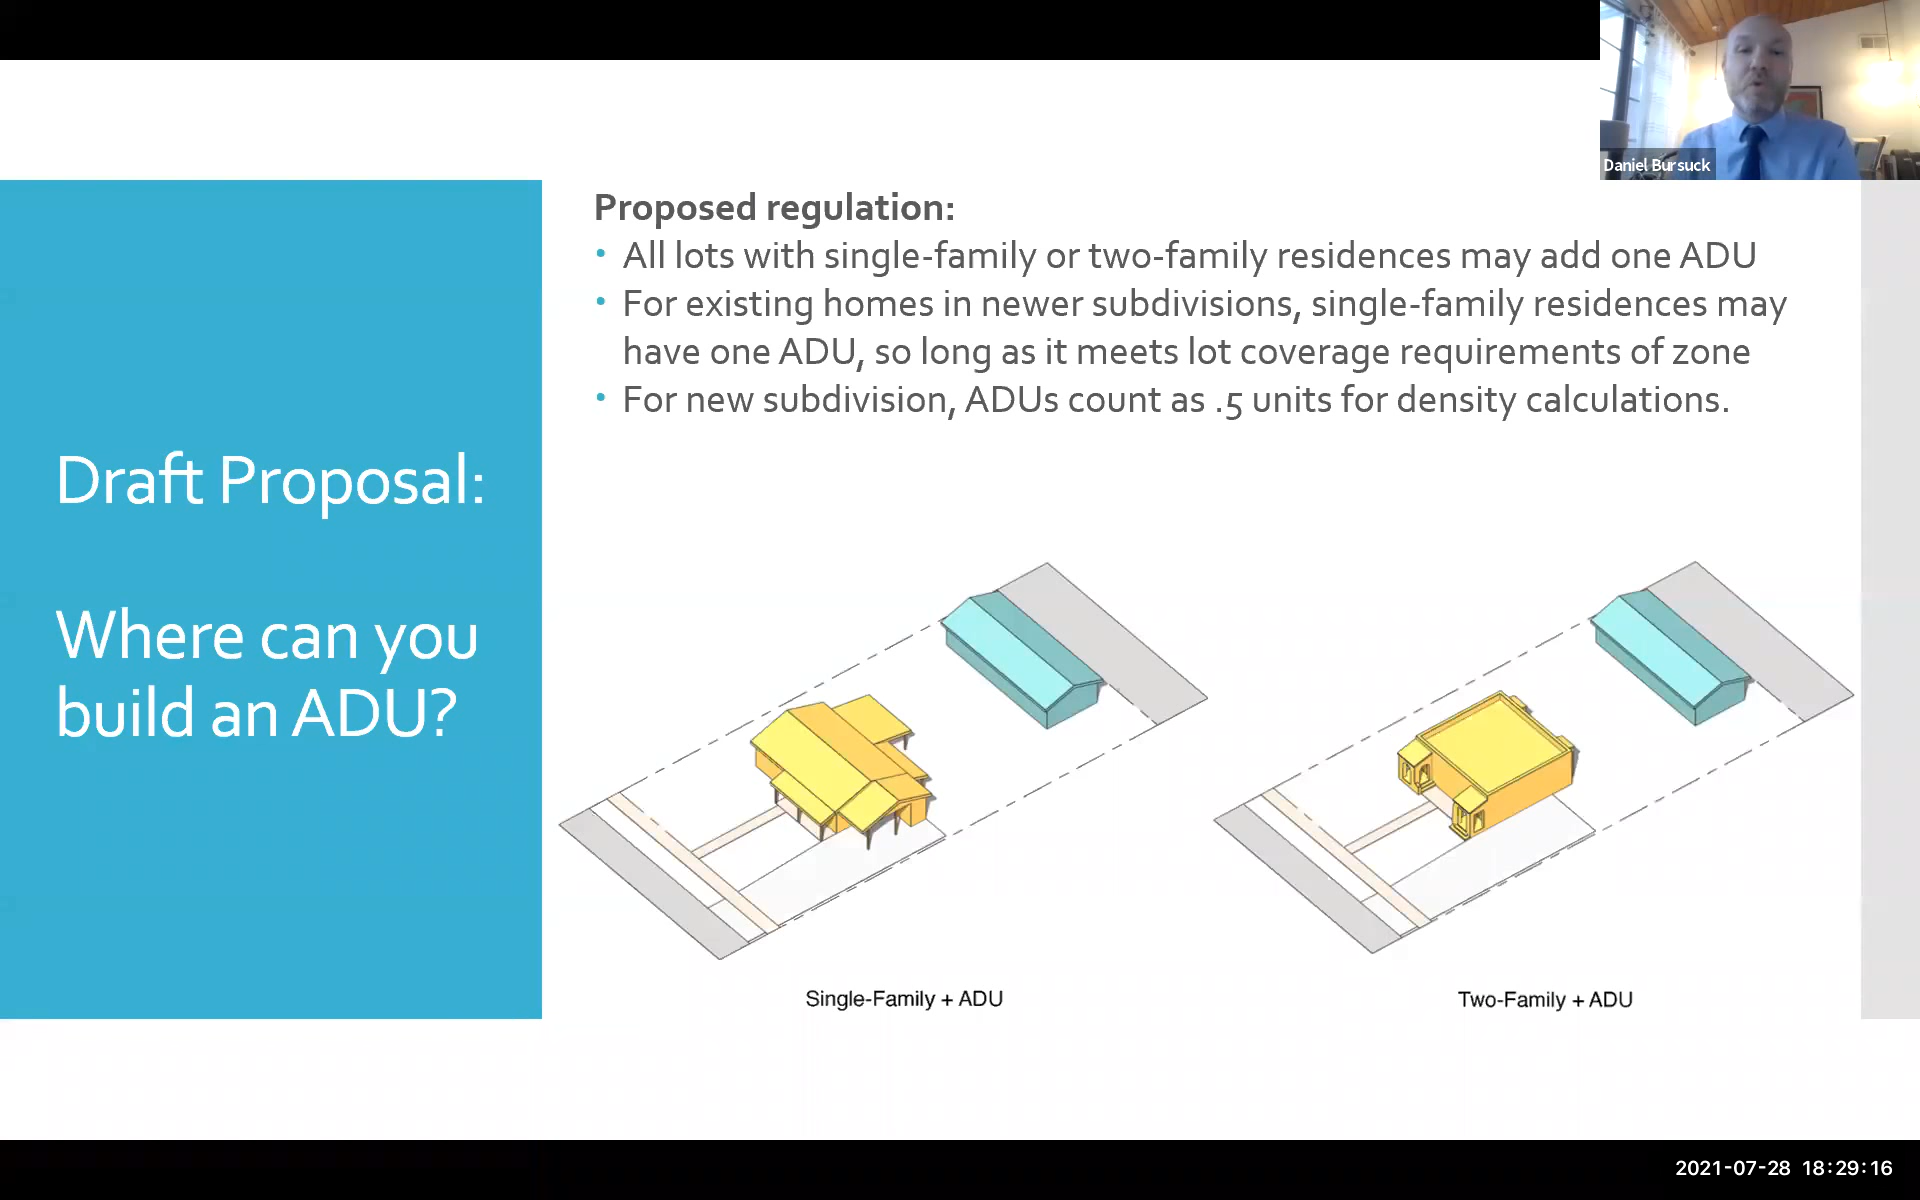 Daniel Bursuck
Draft Proposal:
Where can you
build an ADU?
Proposed regulation:
• All lots with single-family or two-family residences may add one ADU
• For existing homes in newer subdivisions, single-family residences may
have one ADU, so long as it meets lot coverage requirements of zone
• For new subdivision, ADUs count as .5 units for density calculations.
Single-Family + ADU
Two-Family + ADU
2021-07-28 18:29:16